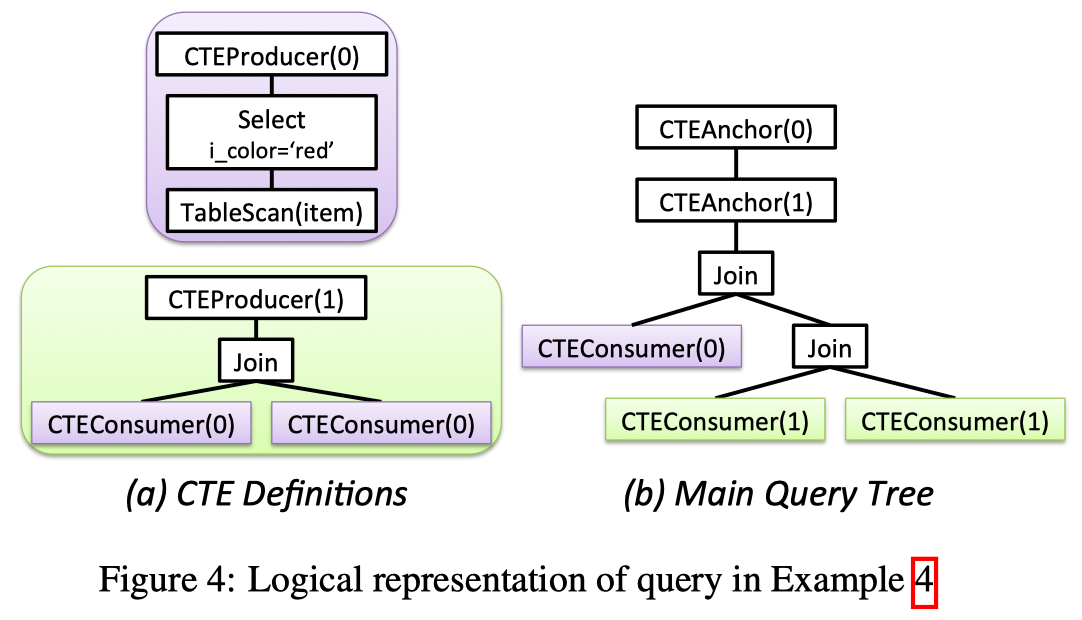 CTEProducer(0)
Select
i_color=‘red’
TableScan(item)
CTEProducer(1)
Join
CTEConsumer(0)
CTEConsumer(0)
(a) CTE Definitions
CTEAnchor(0)
CTEAnchor(1)
Join
CTEConsumer(0)
Join
CTEConsumer(1)
CTEConsumer(1)
(b) Main Query Tree
Figure 4: Logical representation of query in Example 4